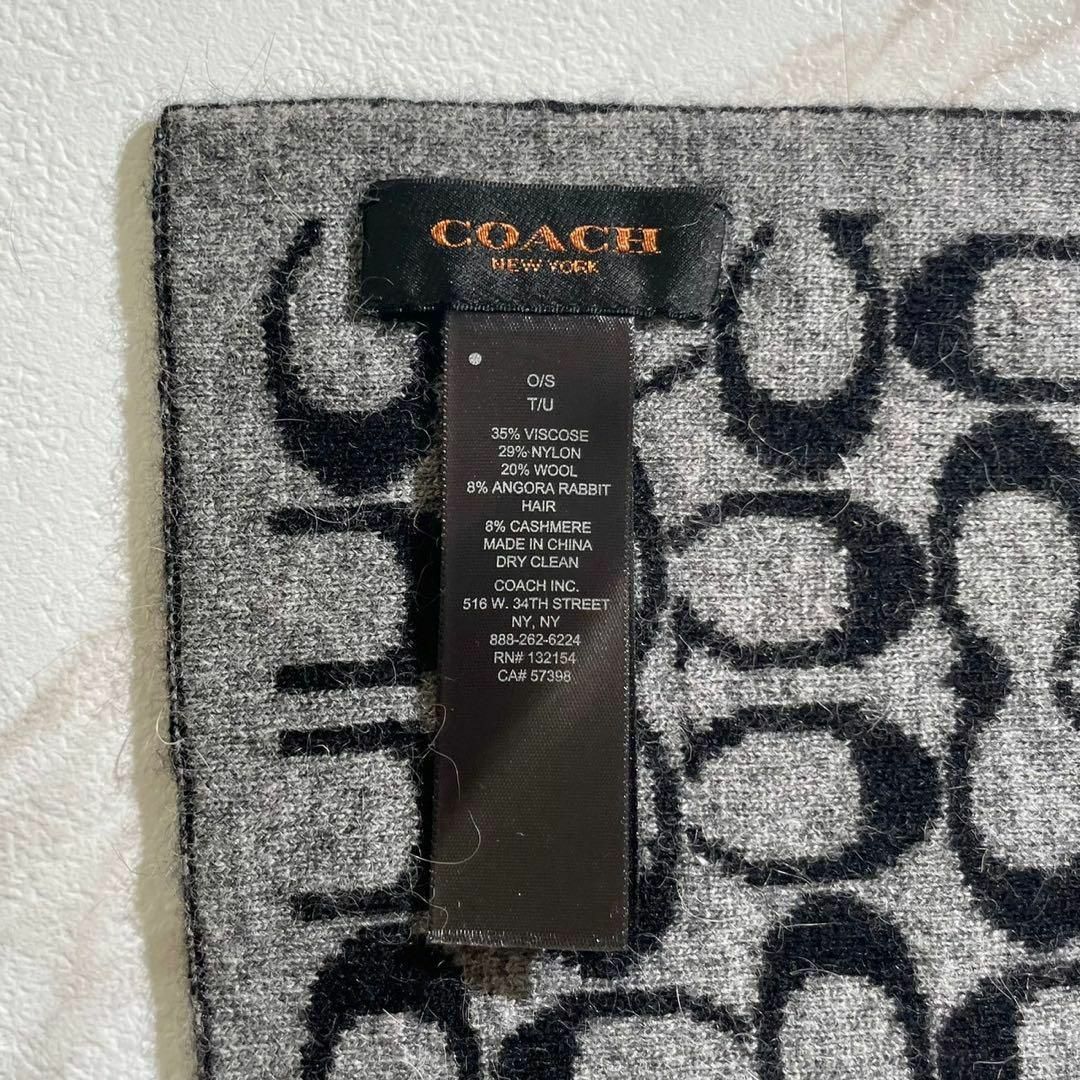 COACH
NEW YORK
O/S
T/U
35% VISCOSE
29% NYLON
20% WOOL
8% ANGORA RABBIT
HAIR
8% CASHMERE
MADE IN CHINA
DRY CLEAN
COACH INC.
516 W. 34TH STREET
NY, NY
888-262-6224
RN# 132154
CA# 57398